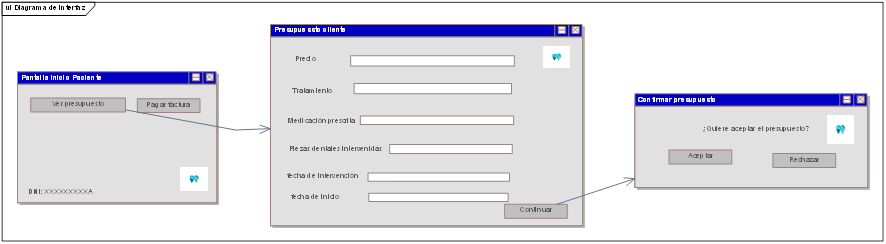 ui Diagrama de interfaz
Pantalla Inicio Paciente
Ver presupuesto
Pagar factura
DNI: XXXXXXXXXA
Presupuesto cliente
Precio
Tratamiento
Medicación prescrita
Piezas dentales intervenidas
fecha de intervención
fecha de inicio
Continuar
Confirmar presupuesto
¿Quiere aceptar el presupuesto?
Aceptar
Rechazar